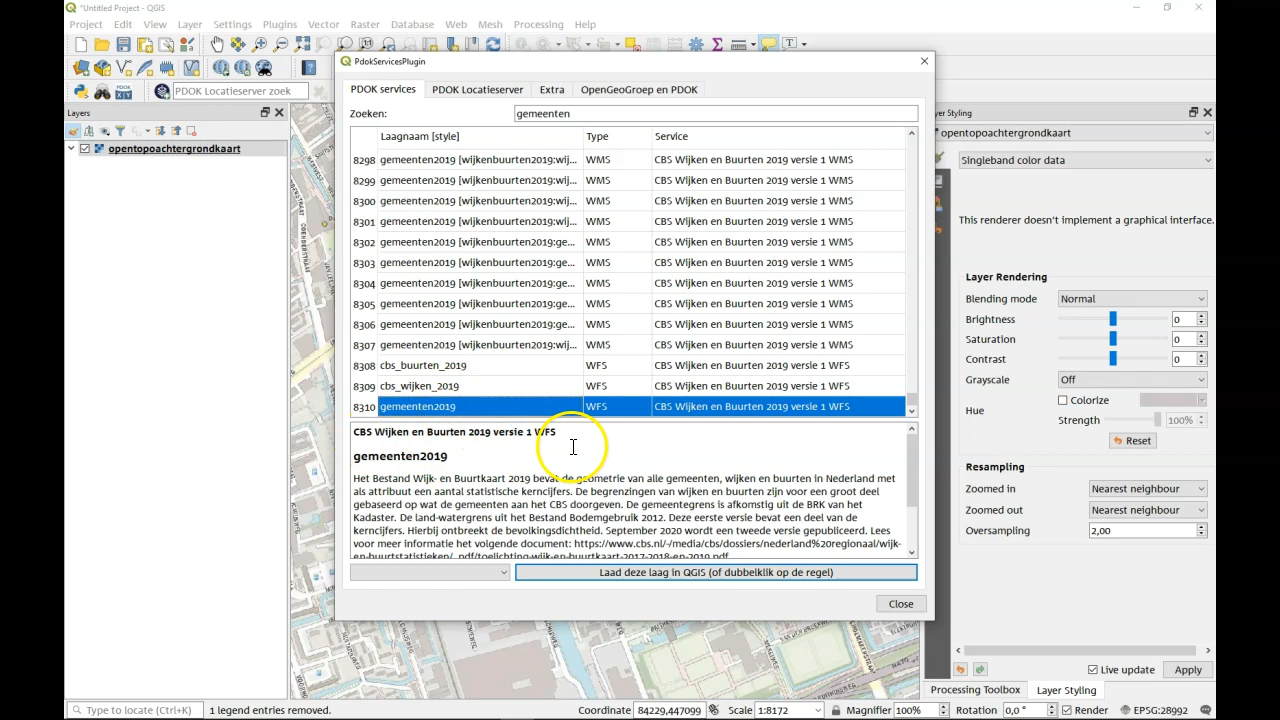 *Untitled Project - QGIS
Project Edit View Layer Settings Plugins Vector Raster Database Web Mesh Processing Help
PDOK Locatieserver zoek
Layers
opentopoachtergrondkaart
PdokServicesPlugin
PDOK services PDOK Locatieserver Extra OpenGeoGroep en PDOK
Zoeken: gemeenten
Laagnaam [style] Type Service
8298 gemeenten2019 [wijkenbuurten2019:wij... WMS CBS Wijken en Buurten 2019 versie 1 WMS
8299 gemeenten2019 [wijkenbuurten2019:wij... WMS CBS Wijken en Buurten 2019 versie 1 WMS
8300 gemeenten2019 [wijkenbuurten2019:wij... WMS CBS Wijken en Buurten 2019 versie 1 WMS
8301 gemeenten2019 [wijkenbuurten2019:wij... WMS CBS Wijken en Buurten 2019 versie 1 WMS
8302 gemeenten2019 [wijkenbuurten2019:ge... WMS CBS Wijken en Buurten 2019 versie 1 WMS
8303 gemeenten2019 [wijkenbuurten2019:ge... WMS CBS Wijken en Buurten 2019 versie 1 WMS
8304 gemeenten2019 [wijkenbuurten2019:ge... WMS CBS Wijken en Buurten 2019 versie 1 WMS
8305 gemeenten2019 [wijkenbuurten2019:ge... WMS CBS Wijken en Buurten 2019 versie 1 WMS
8306 gemeenten2019 [wijkenbuurten2019:ge... WMS CBS Wijken en Buurten 2019 versie 1 WMS
8307 gemeenten2019 [wijkenbuurten2019:wij... WMS CBS Wijken en Buurten 2019 versie 1 WMS
8308 cbs_buurten_2019 WFS CBS Wijken en Buurten 2019 versie 1 WFS
8309 cbs_wijken_2019 WFS CBS Wijken en Buurten 2019 versie 1 WFS
8310 gemeenten2019 WFS CBS Wijken en Buurten 2019 versie 1 WFS
CBS Wijken en Buurten 2019 versie 1 WFS
gemeenten2019
Het Bestand Wijk- en Buurtkaart 2019 bevat de geometrie van alle gemeenten, wijken en buurten in Nederland met
als attribuut een aantal statistische kerncijfers. De begrenzingen van wijken en buurten zijn voor een groot deel
gebaseerd op wat de gemeenten aan het CBS doorgeven. De gemeentegrens is afkomstig uit de BRK van het
Kadaster. De land-watergrens uit het Bestand Bodemgebruik 2012. Deze eerste versie bevat een deel van de
kerncijfers. Hierbij ontbreekt de bevolkingsdichtheid. September 2020 wordt een tweede versie gepubliceerd. Lees
voor meer informatie het volgende document: https://www.cbs.nl/-/media/cbs/dossiers/nederland%20regionaal/wijk-
en-buurtstatistieken/_pdf/toelichting-wijk-en-buurtkaart-2017-2018-en-2019.pdf
Laad deze laag in QGIS (of dubbelklik op de regel)
Close
yer Styling
opentopoachtergrondkaart
Singleband color data
This renderer doesn't implement a graphical interface.
Layer Rendering
Blending mode Normal
Brightness 0
Saturation 0
Contrast 0
Grayscale Off
Hue Colorize
Strength 100%
Reset
Resampling
Zoomed in Nearest neighbour
Zoomed out Nearest neighbour
Oversampling 2,00
Live update Apply
Processing Toolbox Layer Styling
Type to locate (Ctrl+K) 1 legend entries removed. Coordinate 84229,447099 Scale 1:8172 Magnifier 100% Rotation 0,0° Render EPSG:28992